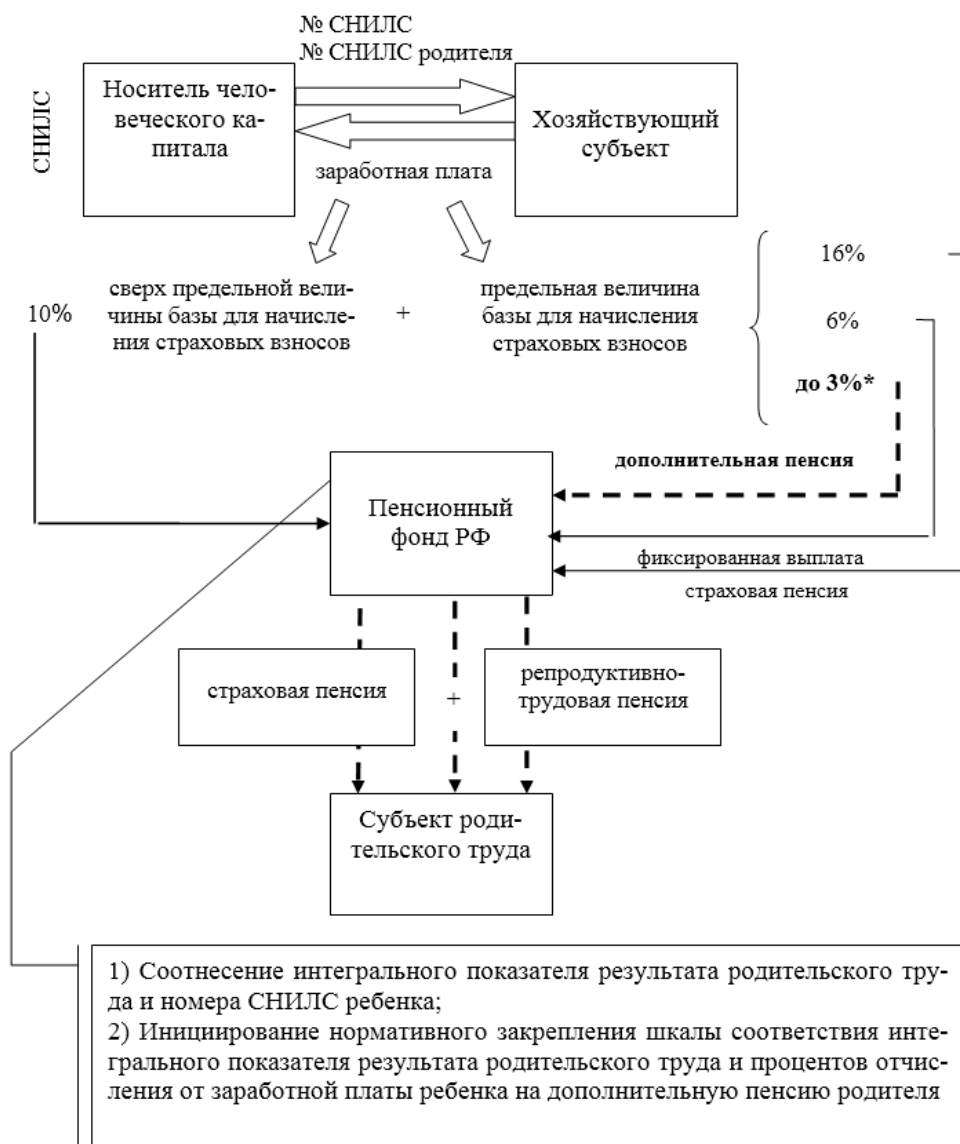 № СНИЛС
№ СНИЛС родителя
СНИЛС
Носитель чело-
веческого ка-
питала
Хозяйствующий
субъект
заработная плата
10%
сверх предельной вели-
чины базы для начисле-
ния страховых взносов
+
предельная величина
базы для начисления
страховых взносов
16%
6%
до 3%*
дополнительная пенсия
Пенсионный
фонд РФ
фиксированная выплата
страховая пенсия
страховая пенсия
+
репродуктивно-
трудовая пенсия
Субъект роди-
тельского труда
1) Соотнесение интегрального показателя результата родительского тру-
да и номера СНИЛС ребенка;
2) Инициирование нормативного закрепления шкалы соответствия инте-
грального показателя результата родительского труда и процентов отчис-
ления от заработной платы ребенка на дополнительную пенсию родителя